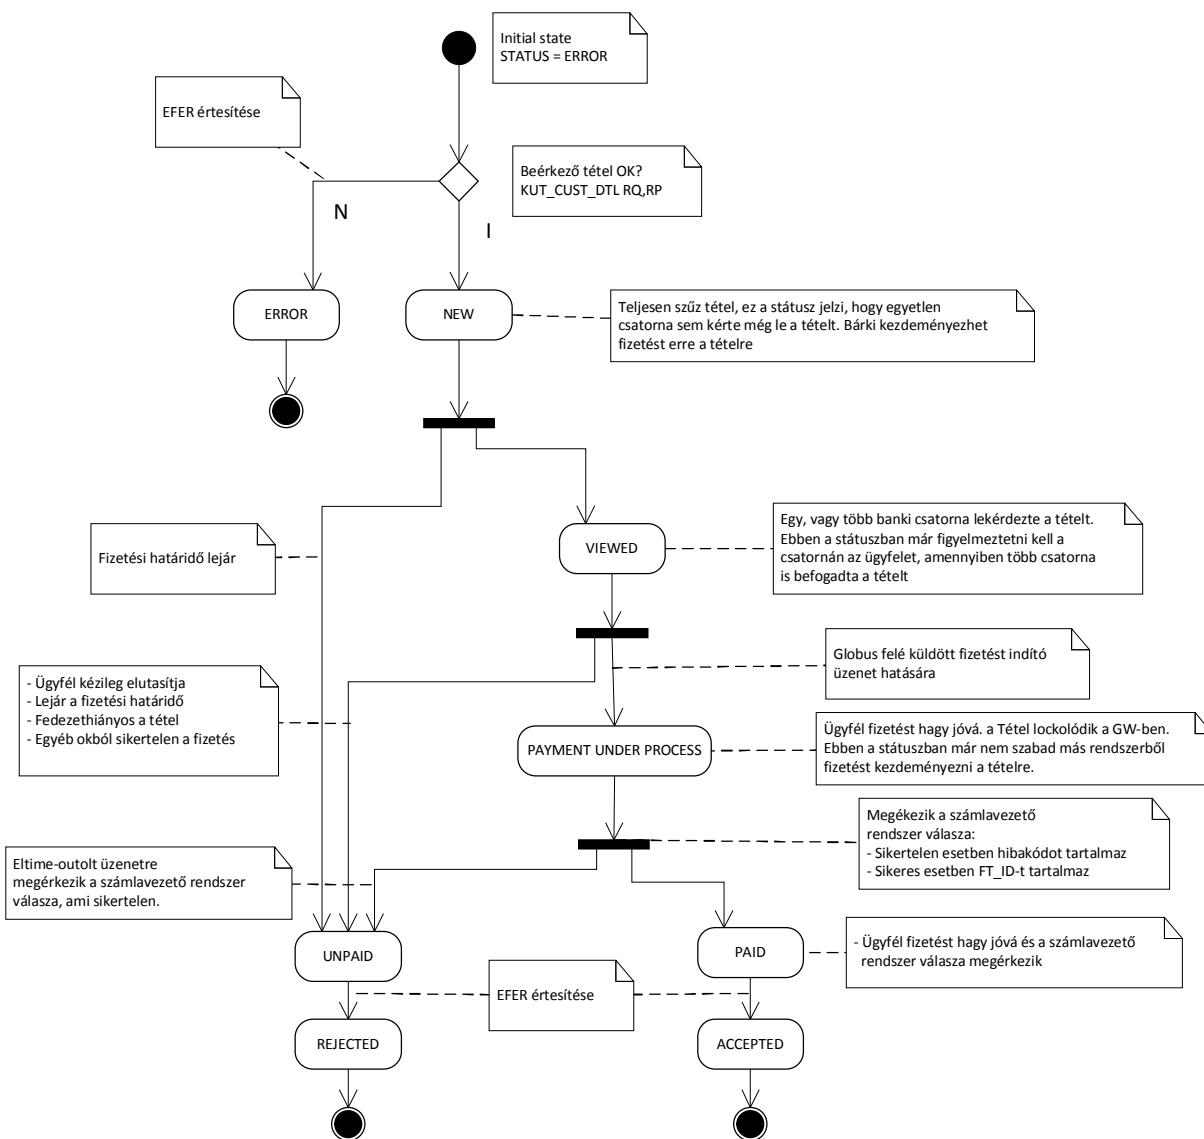 Initial state
STATUS = ERROR
EFER értesítése
Beérkező tétel OK?
KUT_CUST_DTL RQ,RP
N
I
ERROR
NEW
Teljesen szűz tétel, ez a státusz jelzi, hogy egyetlen
csatorna sem kérte még le a tételt. Bárki kezdeményezhet
fizetést erre a tételre
Fizetési határidő lejár
VIEWED
Egy, vagy több banki csatorna lekérdezte a tételt.
Ebben a státuszban már figyelmeztetni kell a
csatornán az ügyfelet, amennyiben több csatorna
is befogadta a tételt
Globus felé küldött fizetést indító
üzenet hatására
- Ügyfél kézileg elutasítja
- Lejár a fizetési határidő
- Fedezethiányos a tétel
- Egyéb okból sikertelen a fizetés
PAYMENT UNDER PROCESS
Ügyfél fizetést hagy jóvá. a Tétel lockolódik a GW-ben.
Ebben a státuszban már nem szabad más rendszerből
fizetést kezdeményezni a tételre.
Megékezik a számlavezető
rendszer válasza:
- Sikertelen esetben hibakódot tartalmaz
- Sikeres esetben FT_ID-t tartalmaz
Eltime-outolt üzenetre
megérkezik a számlavezető rendszer
válasza, ami sikertelen.
UNPAID
PAID
- Ügyfél fizetést hagy jóvá és a számlavezető
rendszer válasza megérkezik
EFER értesítése
REJECTED
ACCEPTED